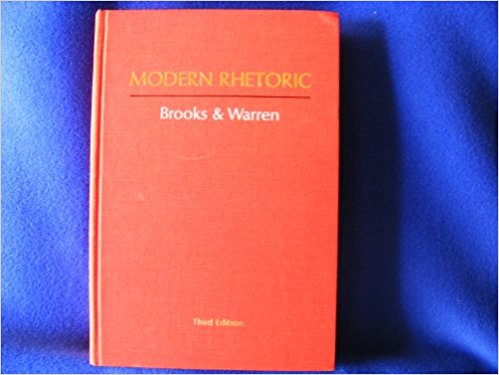 MODERN RHETORIC
Brooks & Warren
Third Edition